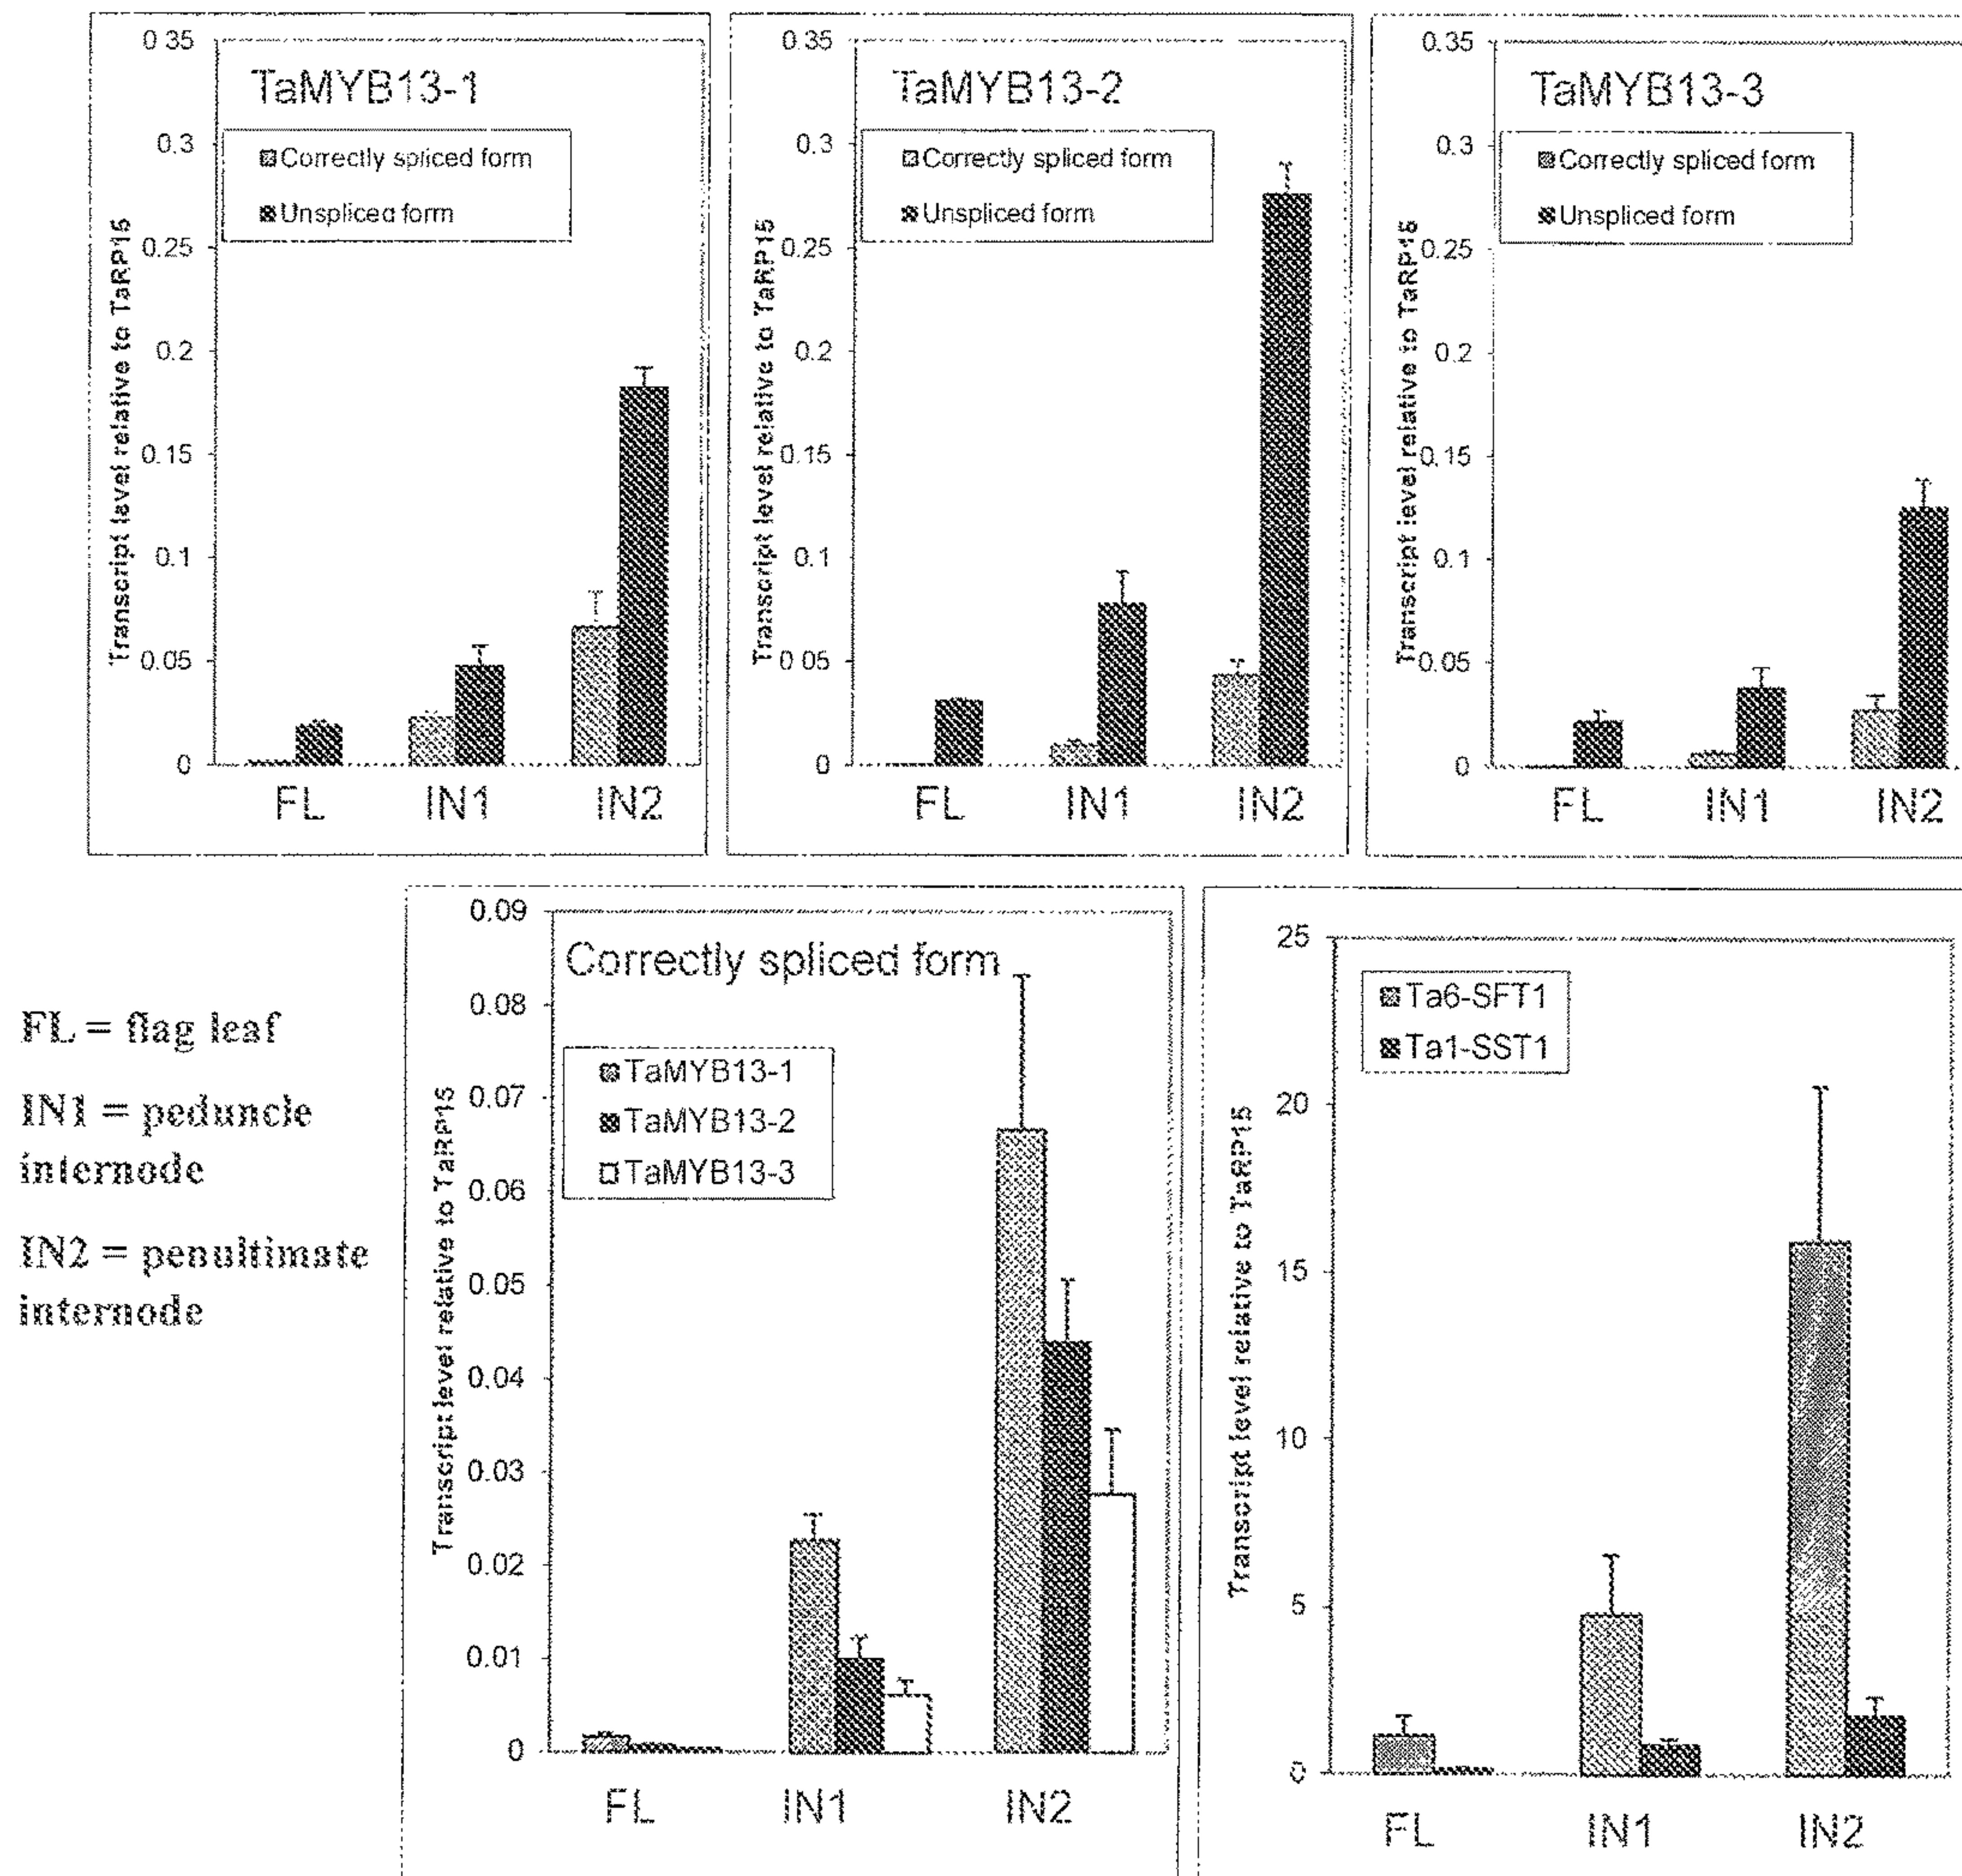 TaMYB13-1
Correctly spliced form
Unspliced form
Transcript level relative to TaRP15
0.35
0.3
0.25
0.2
0.15
0.1
0.05
0
FL IN1 IN2
TaMYB13-2
Correctly spliced form
Unspliced form
Transcript level relative to TaRP15
0.35
0.3
0.25
0.2
0.15
0.1
0.05
0
FL IN1 IN2
TaMYB13-3
Correctly spliced form
Unspliced form
Transcript level relative to TaRP15
0.35
0.3
0.25
0.2
0.15
0.1
0.05
0
FL IN1 IN2
FL = flag leaf
IN1 = peduncle
internode
IN2 = penultimate
internode
Correctly spliced form
TaMYB13-1
TaMYB13-2
TaMYB13-3
Transcript level relative to TaRP15
0.09
0.08
0.07
0.06
0.05
0.04
0.03
0.02
0.01
0
FL IN1 IN2
Ta6-SFT1
Ta1-SST1
Transcript level relative to TaRP15
25
20
15
10
5
0
FL IN1 IN2